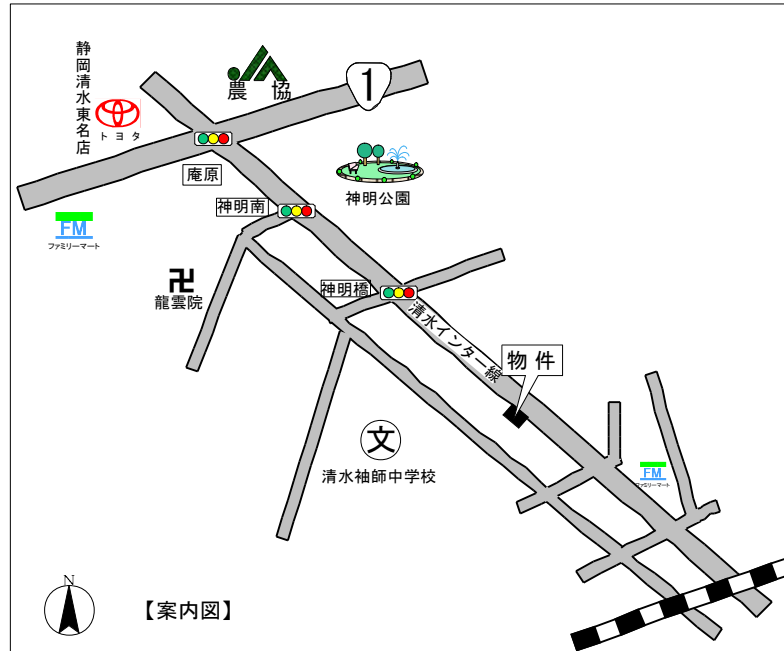 静岡清水東名店
トヨタ
農協
1
庵原
神明南
神明公園
FM
ファミリーマート
龍雲院
神明橋
清水インター線
物件
文
清水袖師中学校
FM
ファミリーマート
N
【案内図】